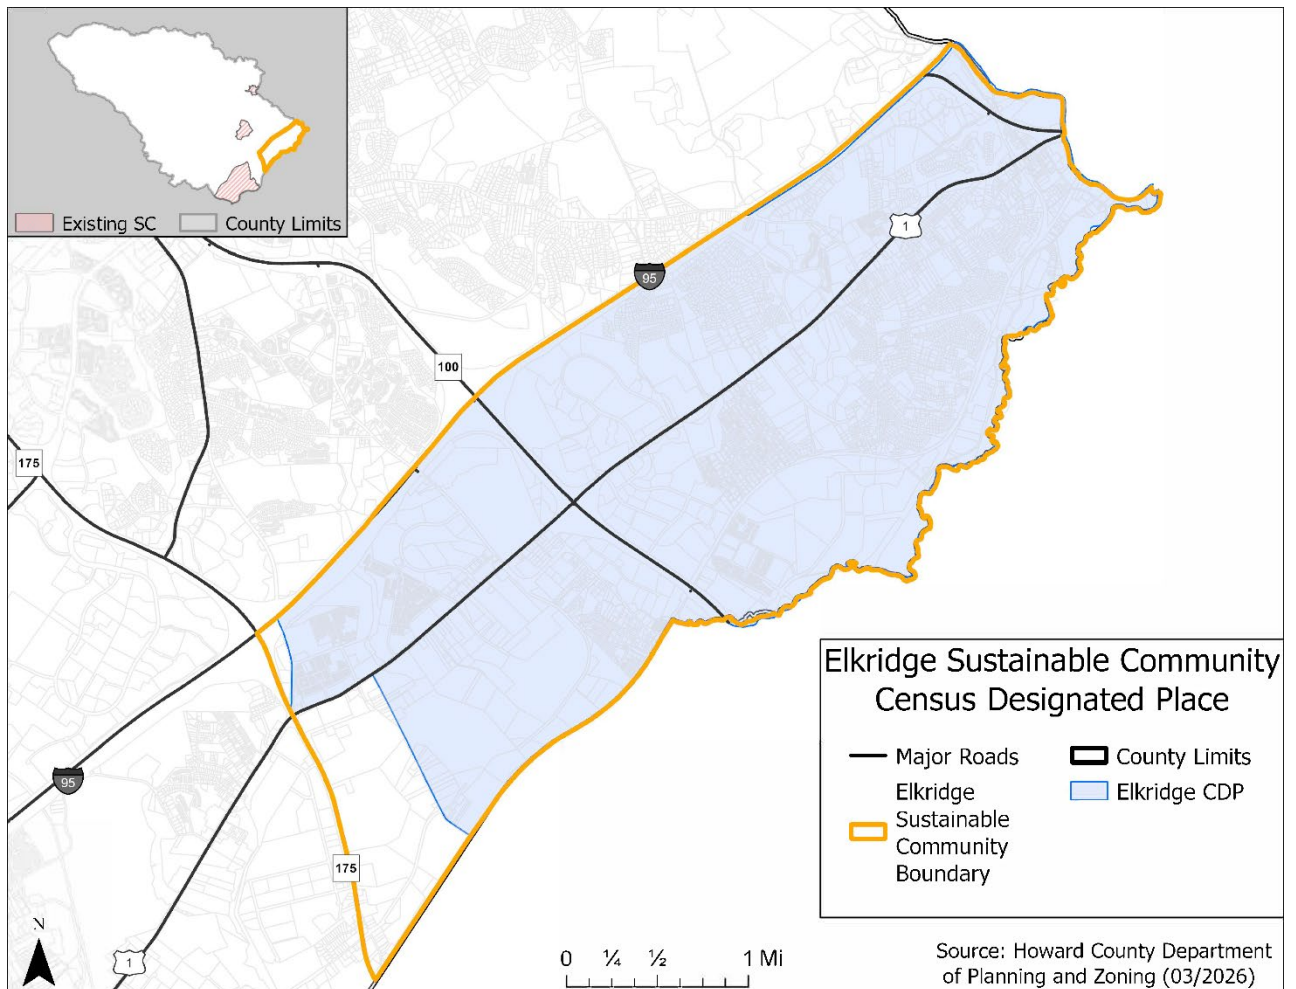 Existing SC
County Limits
1
95
100
175
Elkridge Sustainable Community
Census Designated Place
Major Roads
County Limits
Elkridge
Sustainable
Community
Boundary
Elkridge CDP
95
175
N
1
0 ¼ ½ 1 Mi
Source: Howard County Department
of Planning and Zoning (03/2026)